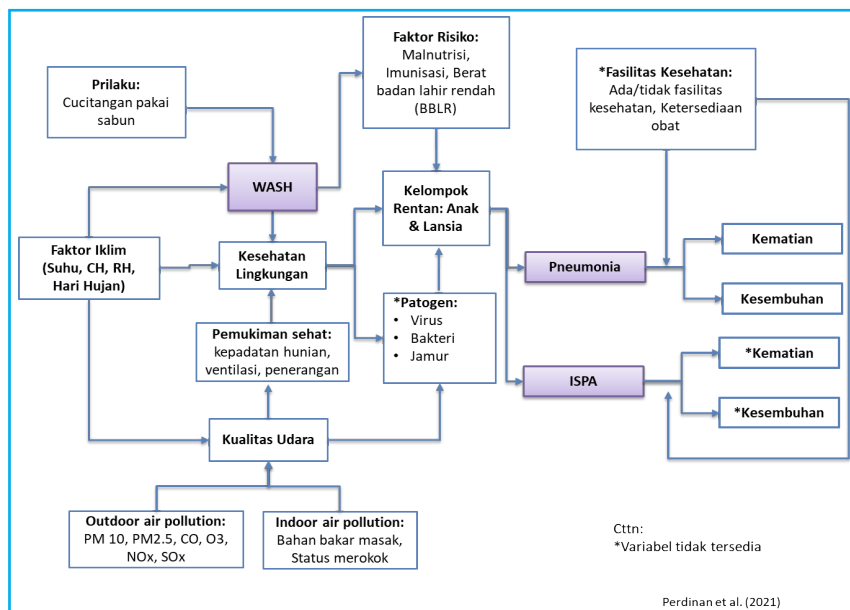 Faktor Risiko:
Malnutrisi,
Imunisasi, Berat
badan lahir rendah
(BBLR)
Prilaku:
Cucitangan pakai
sabun
*Fasilitas Kesehatan:
Ada/tidak fasilitas
kesehatan, Ketersediaan
obat
WASH
Kelompok
Rentan: Anak
& Lansia
Faktor Iklim
(Suhu, CH, RH,
Hari Hujan)
Kesehatan
Lingkungan
Pneumonia
Kematian
Kesembuhan
*Patogen:
• Virus
• Bakteri
• Jamur
Pemukiman sehat:
kepadatan hunian,
ventilasi, penerangan
ISPA
*Kematian
*Kesembuhan
Kualitas Udara
Outdoor air pollution:
PM 10, PM2.5, CO, O3,
NOx, SOx
Indoor air pollution:
Bahan bakar masak,
Status merokok
Cttn:
*Variabel tidak tersedia
Perdinan et al. (2021)